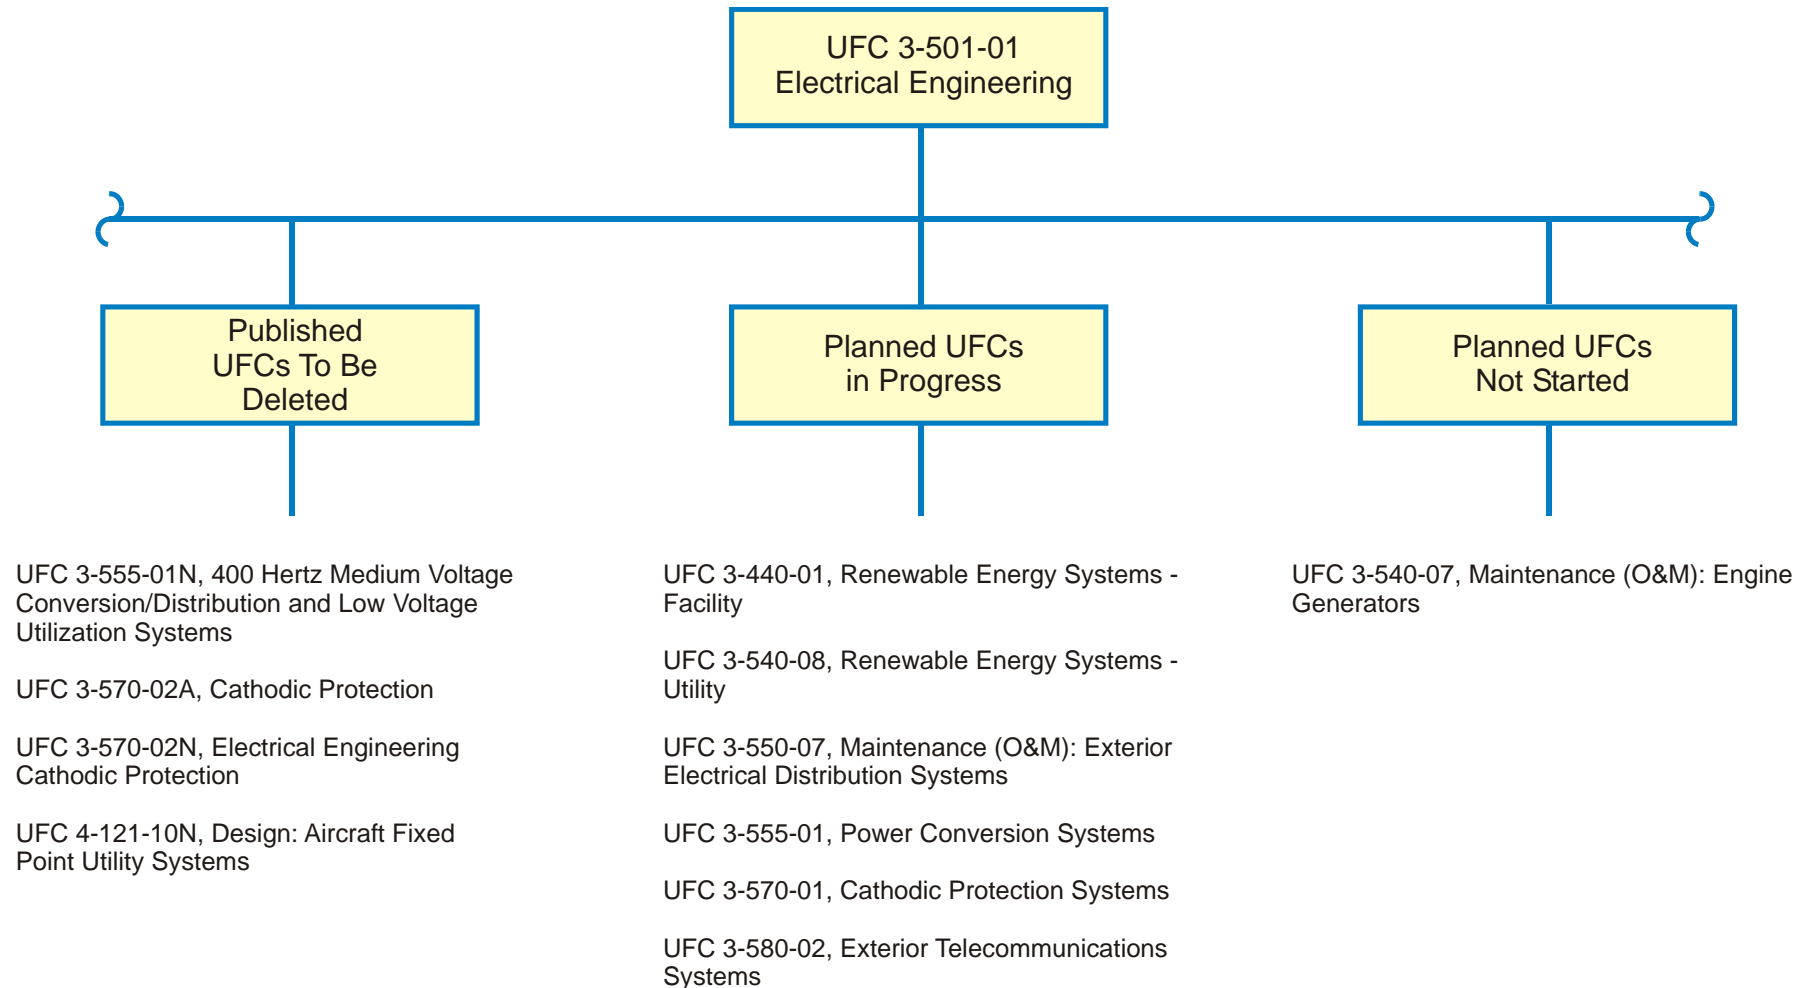 UFC 3-501-01
Electrical Engineering
Published
UFCs To Be
Deleted
Planned UFCs
in Progress
Planned UFCs
Not Started
UFC 3-555-01N, 400 Hertz Medium Voltage
Conversion/Distribution and Low Voltage
Utilization Systems
UFC 3-570-02A, Cathodic Protection
UFC 3-570-02N, Electrical Engineering
Cathodic Protection
UFC 4-121-10N, Design: Aircraft Fixed
Point Utility Systems
UFC 3-440-01, Renewable Energy Systems -
Facility
UFC 3-540-08, Renewable Energy Systems -
Utility
UFC 3-550-07, Maintenance (O&M): Exterior
Electrical Distribution Systems
UFC 3-555-01, Power Conversion Systems
UFC 3-570-01, Cathodic Protection Systems
UFC 3-580-02, Exterior Telecommunications
Systems
UFC 3-540-07, Maintenance (O&M): Engine
Generators